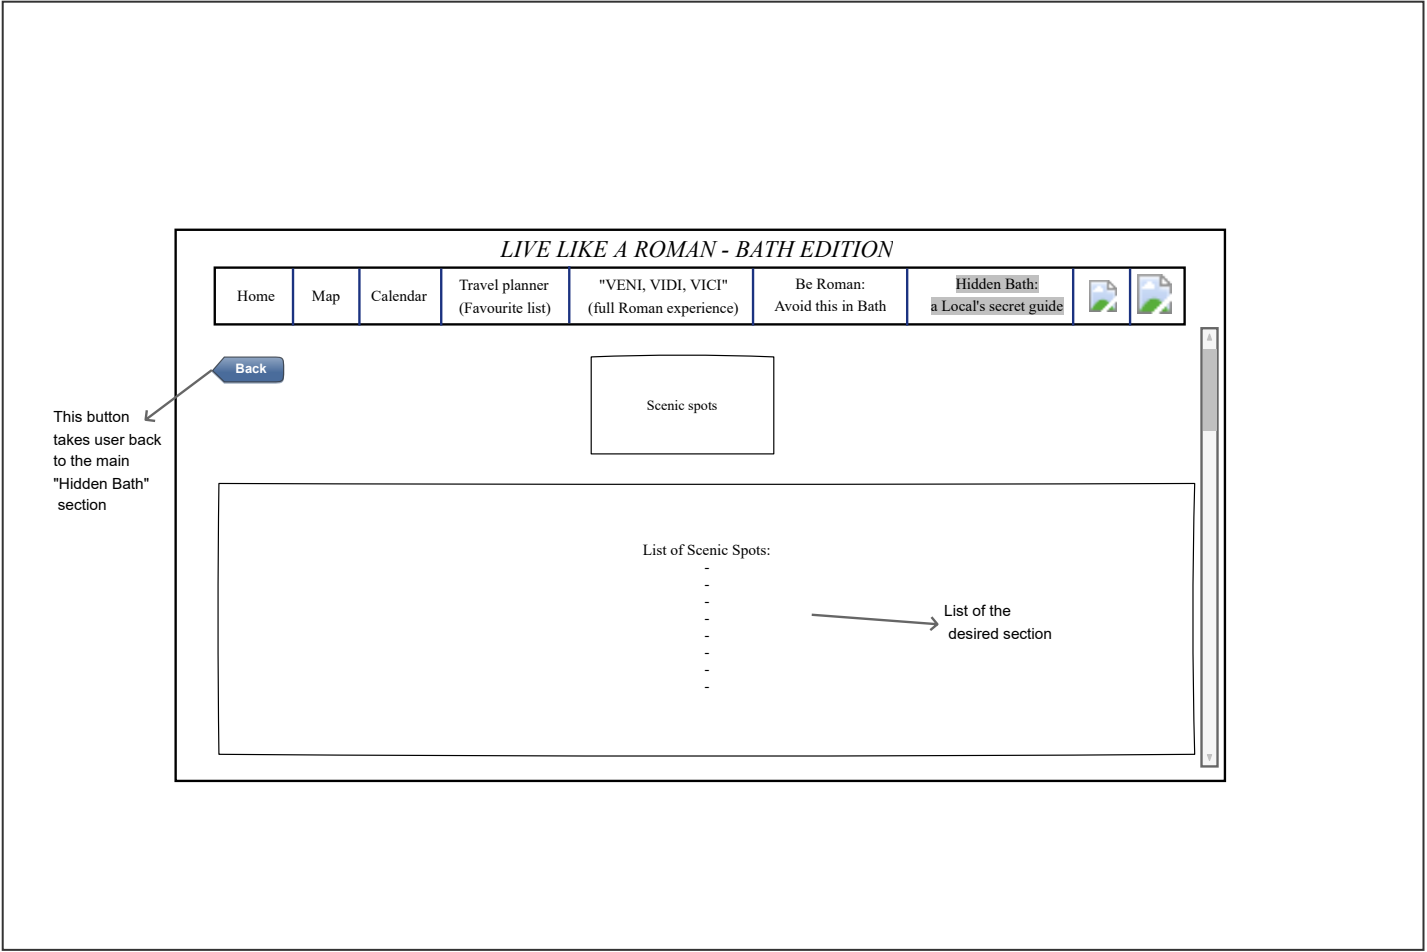 LIVE LIKE A ROMAN - BATH EDITION
Home
Map
Calendar
Travel planner
(Favourite list)
"VENI, VIDI, VICI"
(full Roman experience)
Be Roman:
Avoid this in Bath
Hidden Bath:
a Local's secret guide
Back
This button
takes user back
to the main
"Hidden Bath"
section
Scenic spots
List of Scenic Spots:
-
-
-
-
-
-
-
-
List of the
desired section